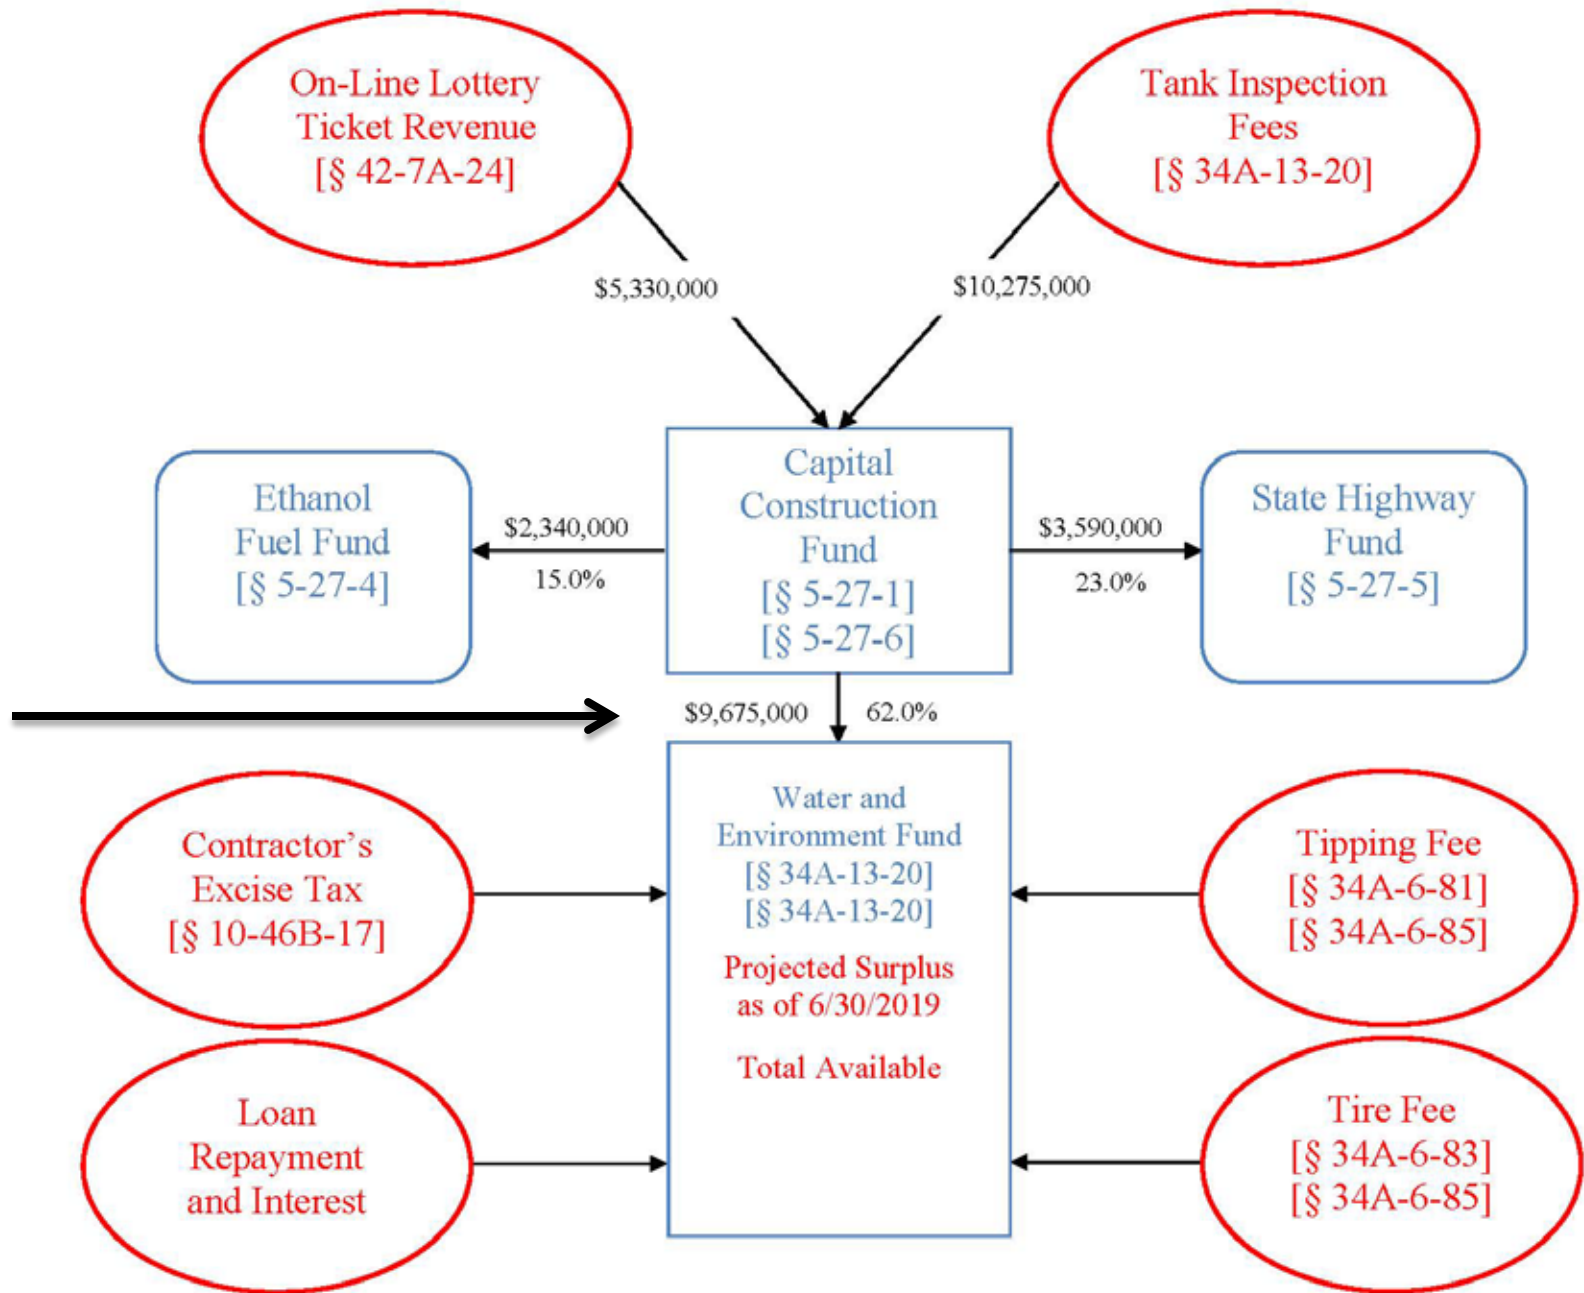 On-Line Lottery
Ticket Revenue
[§ 42-7A-24]
Tank Inspection
Fees
[§ 34A-13-20]
$5,330,000
$10,275,000
Ethanol
Fuel Fund
[§ 5-27-4]
$2,340,000
15.0%
Capital
Construction
Fund
[§ 5-27-1]
[§ 5-27-6]
$3,590,000
23.0%
State Highway
Fund
[§ 5-27-5]
$9,675,000
62.0%
Contractor’s
Excise Tax
[§ 10-46B-17]
Water and
Environment Fund
[§ 34A-13-20]
[§ 34A-13-20]
Projected Surplus
as of 6/30/2019
Total Available
Tipping Fee
[§ 34A-6-81]
[§ 34A-6-85]
Loan
Repayment
and Interest
Tire Fee
[§ 34A-6-83]
[§ 34A-6-85]